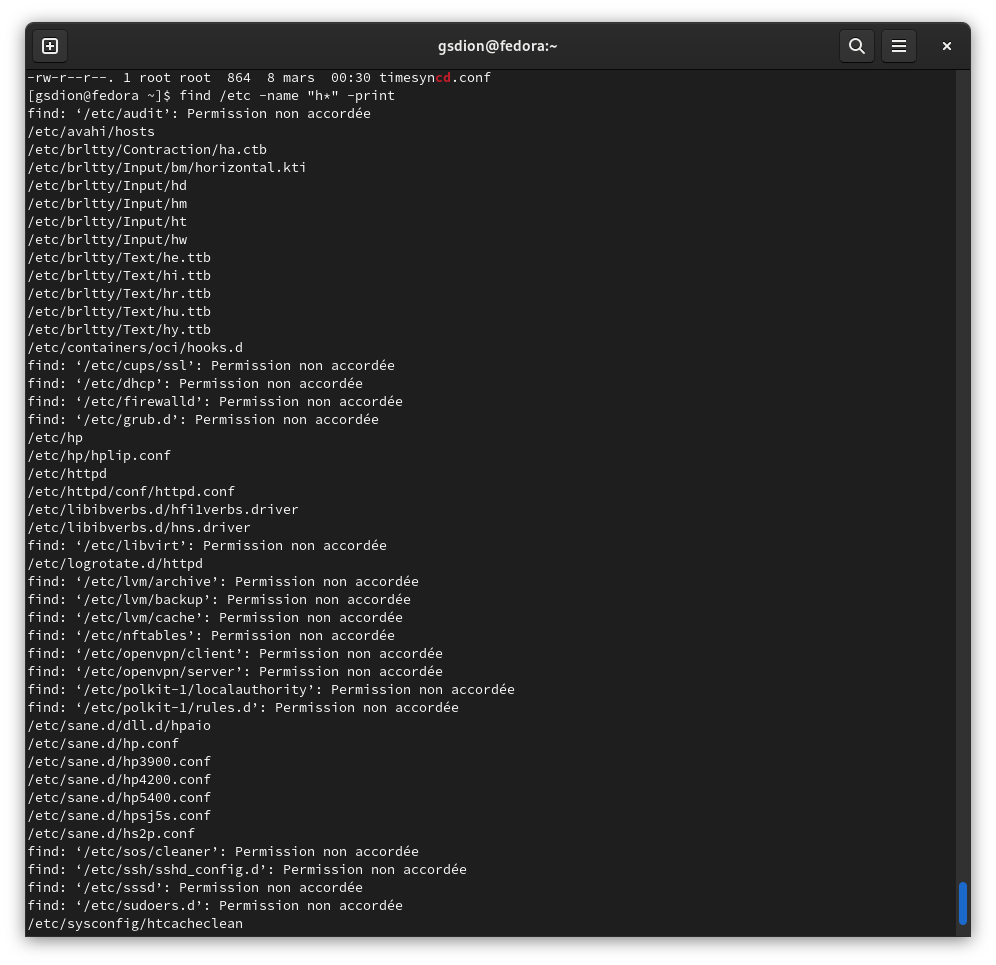 gsdion@fedora:~
-rw-r--r--. 1 root root  864  8 mars  00:30 timesyncd.conf
[gsdion@fedora ~]$ find /etc -name "h*" -print
find: ‘/etc/audit’: Permission non accordée
/etc/avahi/hosts
/etc/brltty/Contraction/ha.ctb
/etc/brltty/Input/bm/horizontal.kti
/etc/brltty/Input/hd
/etc/brltty/Input/hm
/etc/brltty/Input/ht
/etc/brltty/Input/hw
/etc/brltty/Text/he.ttb
/etc/brltty/Text/hi.ttb
/etc/brltty/Text/hr.ttb
/etc/brltty/Text/hu.ttb
/etc/brltty/Text/hy.ttb
/etc/containers/oci/hooks.d
find: ‘/etc/cups/ssl’: Permission non accordée
find: ‘/etc/dhcp’: Permission non accordée
find: ‘/etc/firewalld’: Permission non accordée
find: ‘/etc/grub.d’: Permission non accordée
/etc/hp
/etc/hp/hplip.conf
/etc/httpd
/etc/httpd/conf/httpd.conf
/etc/libibverbs.d/hfi1verbs.driver
/etc/libibverbs.d/hns.driver
find: ‘/etc/libvirt’: Permission non accordée
/etc/logrotate.d/httpd
find: ‘/etc/lvm/archive’: Permission non accordée
find: ‘/etc/lvm/backup’: Permission non accordée
find: ‘/etc/lvm/cache’: Permission non accordée
find: ‘/etc/nftables’: Permission non accordée
find: ‘/etc/openvpn/client’: Permission non accordée
find: ‘/etc/openvpn/server’: Permission non accordée
find: ‘/etc/polkit-1/localauthority’: Permission non accordée
find: ‘/etc/polkit-1/rules.d’: Permission non accordée
/etc/sane.d/dll.d/hpaio
/etc/sane.d/hp.conf
/etc/sane.d/hp3900.conf
/etc/sane.d/hp4200.conf
/etc/sane.d/hp5400.conf
/etc/sane.d/hpsj5s.conf
/etc/sane.d/hs2p.conf
find: ‘/etc/sos/cleaner’: Permission non accordée
find: ‘/etc/ssh/sshd_config.d’: Permission non accordée
find: ‘/etc/sssd’: Permission non accordée
find: ‘/etc/sudoers.d’: Permission non accordée
/etc/sysconfig/htcacheclean